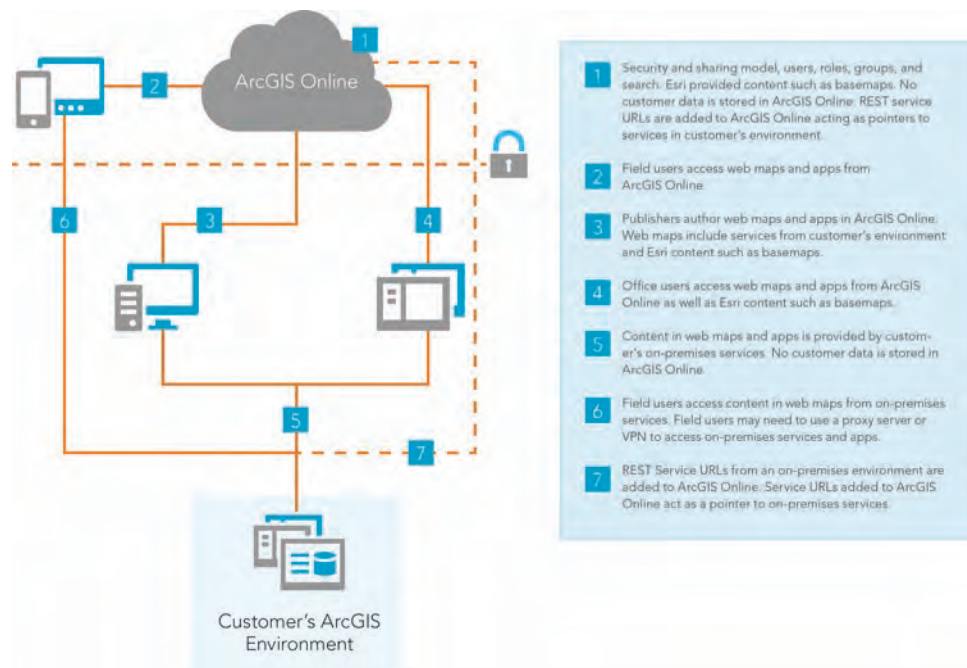 1
ArcGIS Online
2
6
3
4
5
7
Customer's ArcGIS
Environment
1
Security and sharing model, users, roles, groups, and
search. Esri provided content such as basemaps. No
customer data is stored in ArcGIS Online. REST service
URLs are added to ArcGIS Online acting as pointers to
services in customer's environment.
2
Field users access web maps and apps from
ArcGIS Online.
3
Publishers author web maps and apps in ArcGIS Online.
Web maps include services from customer's environment
and Esri content such as basemaps.
4
Office users access web maps and apps from ArcGIS
Online as well as Esri content such as basemaps.
5
Content in web maps and apps is provided by custom-
er's on-premises services. No customer data is stored in
ArcGIS Online.
6
Field users access content in web maps from on-premises
services. Field users may need to use a proxy server or
VPN to access on-premises services and apps.
7
REST Service URLs from an on-premises environment are
added to ArcGIS Online. Service URLs added to ArcGIS
Online act as a pointer to on-premises services.